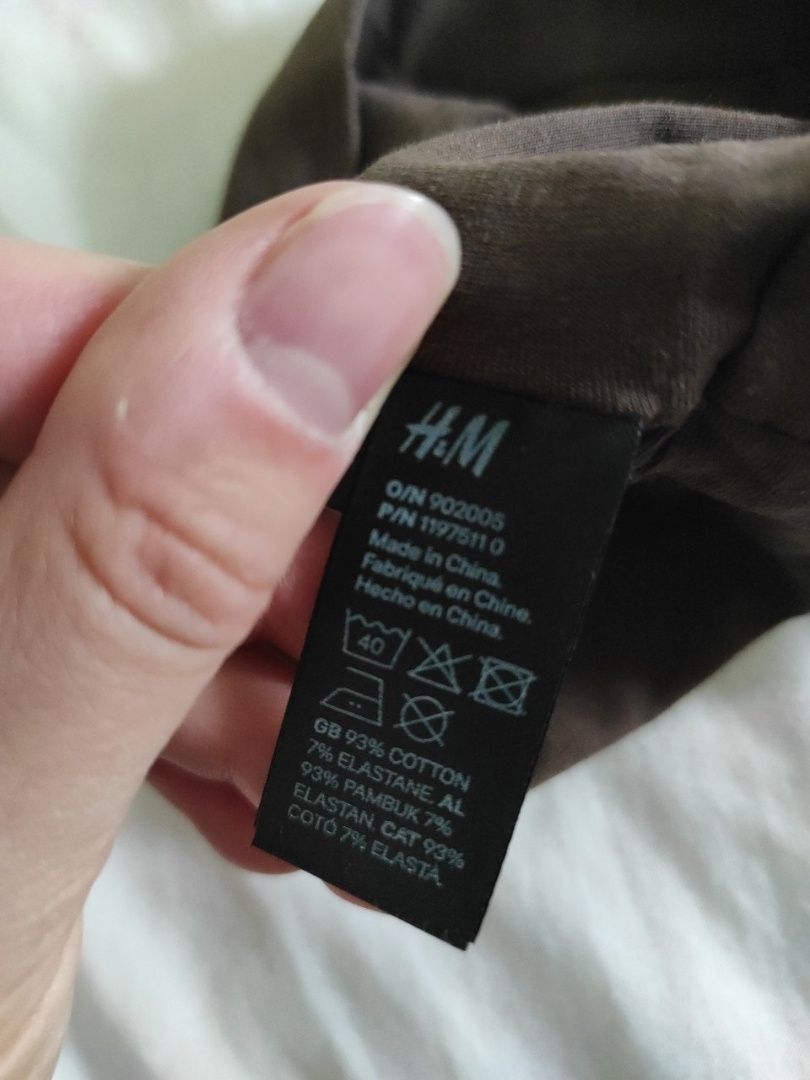 H&M
O/N 902005
P/N 1197511 0
Made in China.
Fabriqué en Chine.
Hecho en China.
40
GB 93% COTTON
7% ELASTANE. AL
93% PAMBUK 7%
ELASTAN. CAT 93%
COTÓ 7% ELASTÀ.